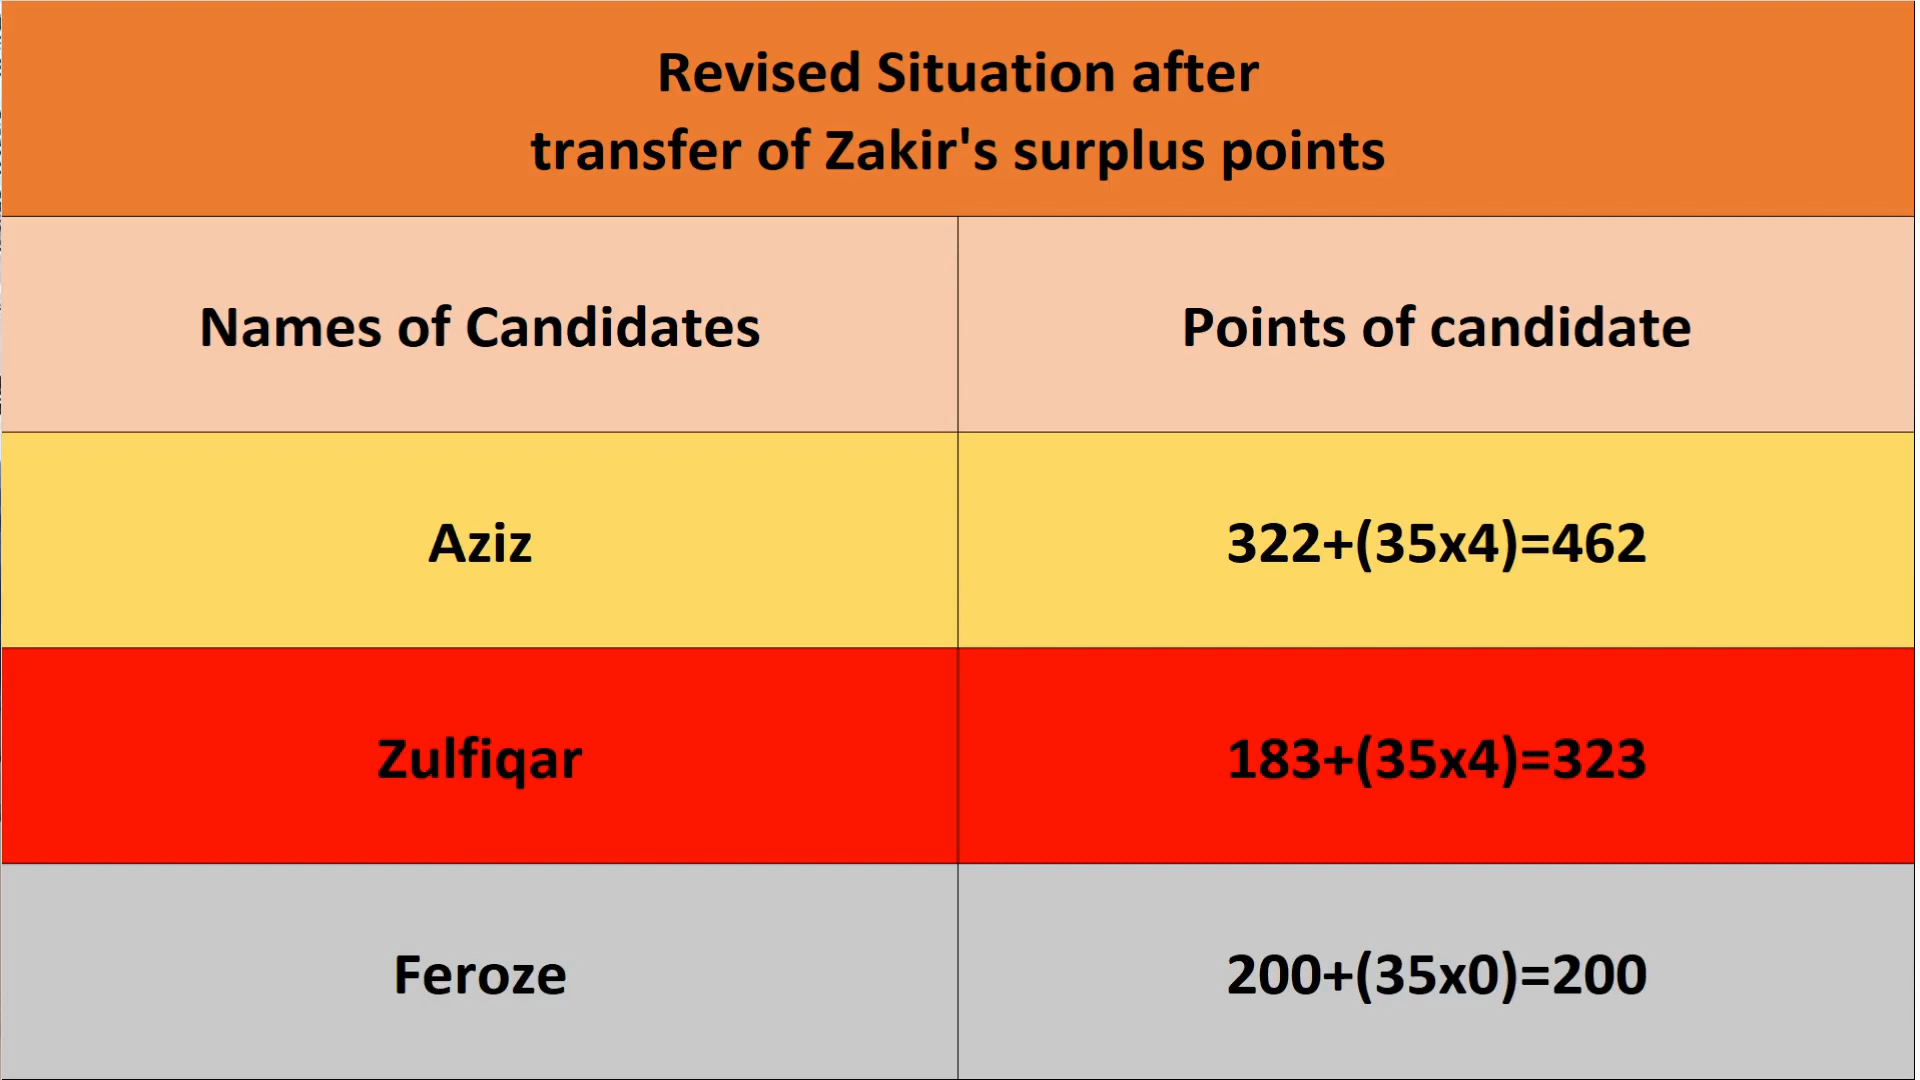 Revised Situation after
transfer of Zakir's surplus points
Names of Candidates
Points of candidate
Aziz
322+(35x4)=462
Zulfiqar
183+(35x4)=323
Feroze
200+(35x0)=200